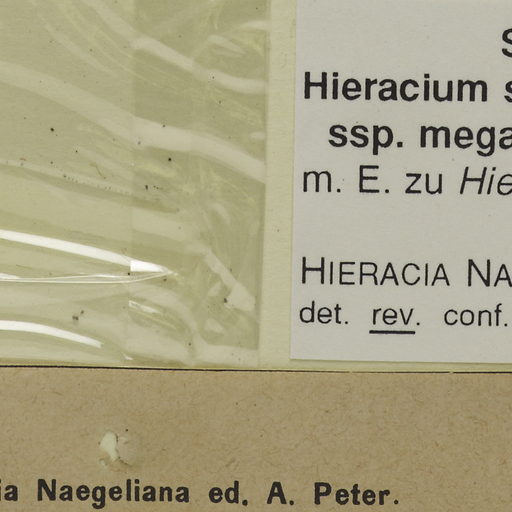 S
Hieracium s
ssp. mega
m. E. zu Hie
HIERACIA NA
det. rev. conf.
ia Naegeliana ed. A. Peter.